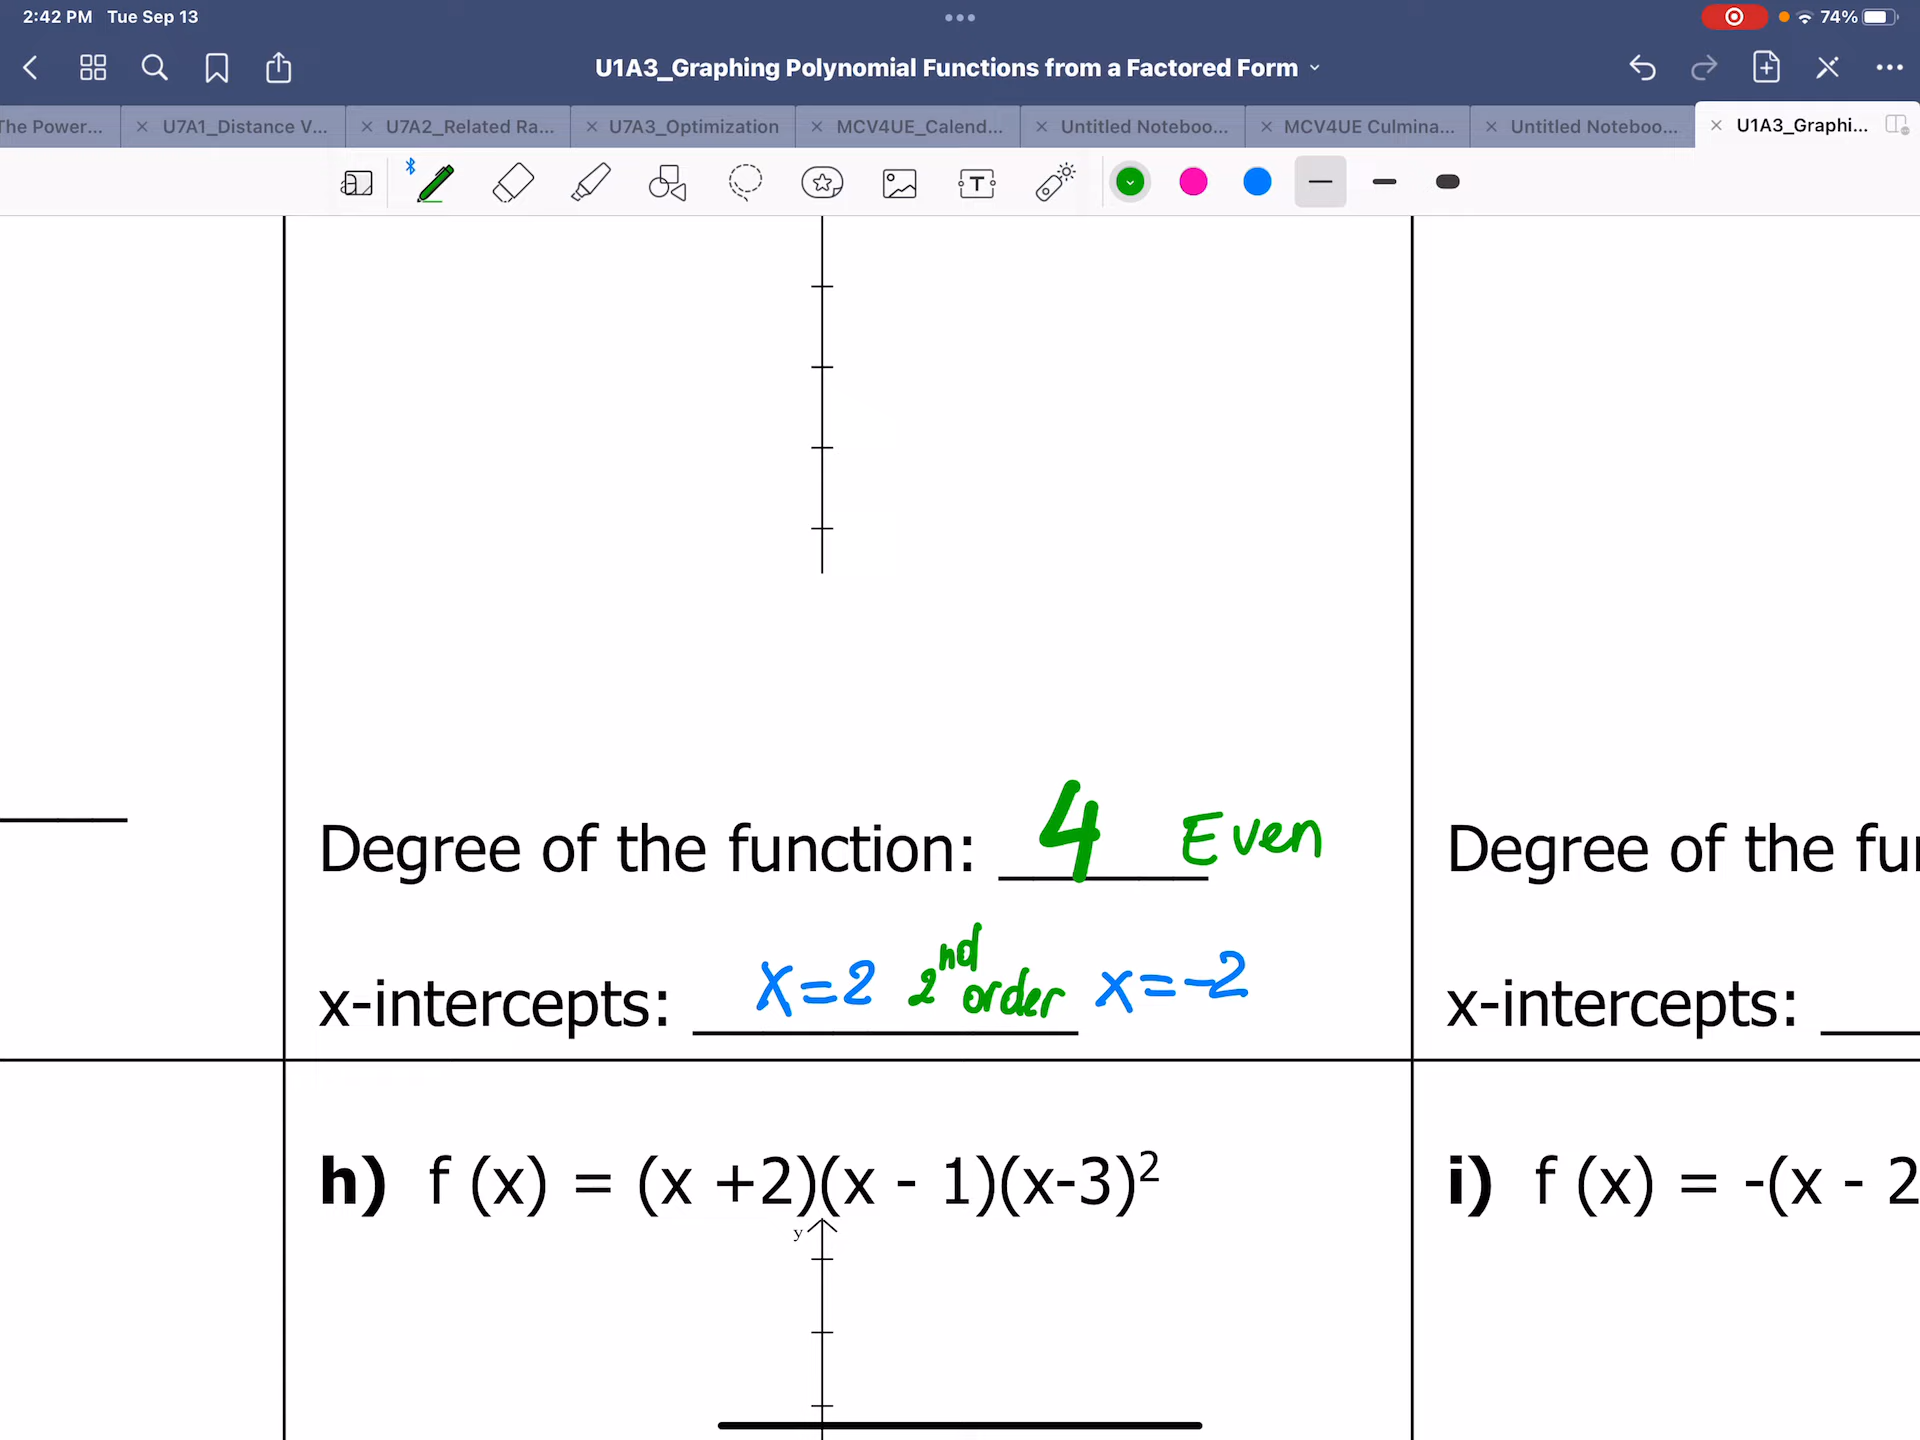 2:42 PM Tue Sep 13
74%
U1A3_Graphing Polynomial Functions from a Factored Form
The Power... U7A1_Distance V... U7A2_Related Ra... U7A3_Optimization MCV4UE_Calend... Untitled Noteboo... MCV4UE Culmina... Untitled Noteboo... U1A3_Graphi...
Degree of the function: 4 Even
x-intercepts: x=2 2nd order x=-2
Degree of the fu
x-intercepts:
h) f (x) = (x +2)(x - 1)(x-3)²
y
i) f (x) = -(x - 2